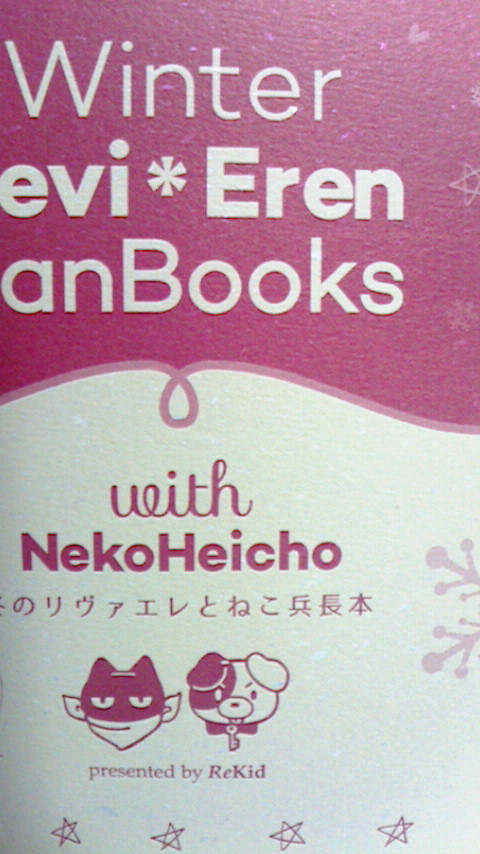 Winter
evi*Eren
anBooks
with
NekoHeicho
冬のリヴァエレとねこ兵長本
presented by ReKid